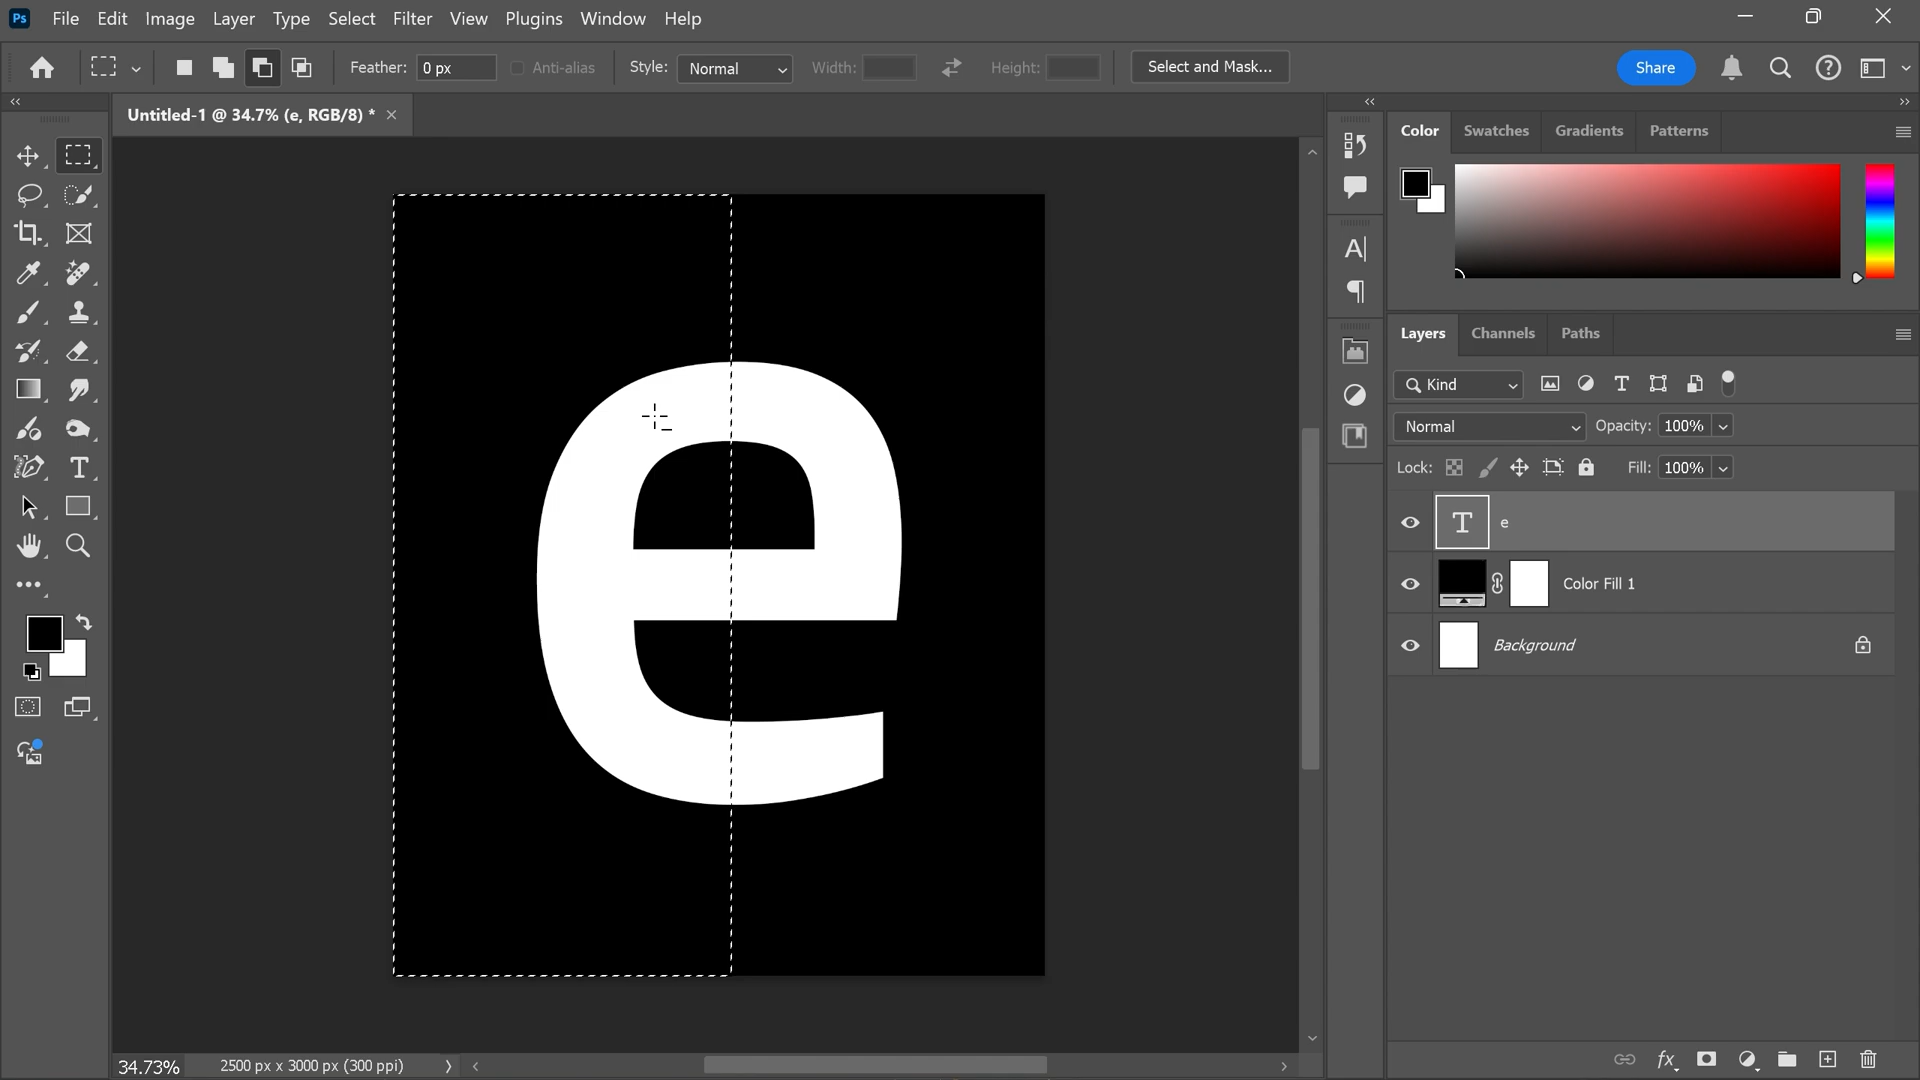 Ps File Edit Image Layer Type Select Filter View Plugins Window Help
Feather: 0 px Anti-alias Style: Normal Width: Height: Select and Mask... Share
Untitled-1 @ 34.7% (e, RGB/8) *
Color Swatches Gradients Patterns
e
Layers Channels Paths
Kind
Normal Opacity: 100%
Lock: Fill: 100%
T e
Color Fill 1
Background
34.73% 2500 px x 3000 px (300 ppi)
fx